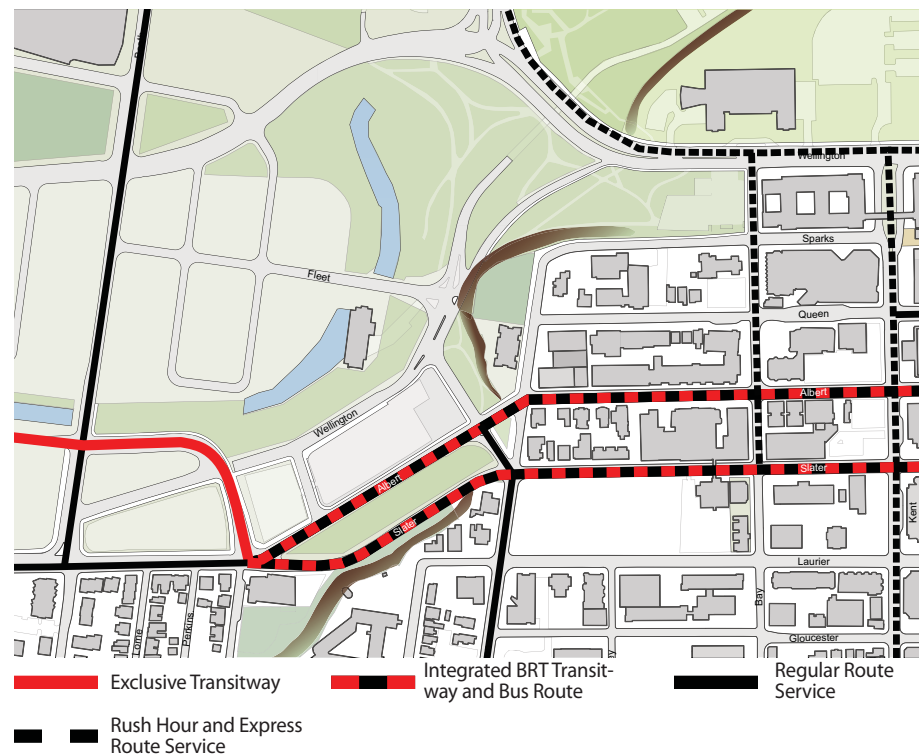 Wellington
Sparks
Fleet
Queen
Albert
Wellington
Slater
Albert
Slater
Kent
Laurier
Bay
Lorne
Perkins
Gloucester
Exclusive Transitway
Integrated BRT Transit-
way and Bus Route
Regular Route
Service
Rush Hour and Express
Route Service